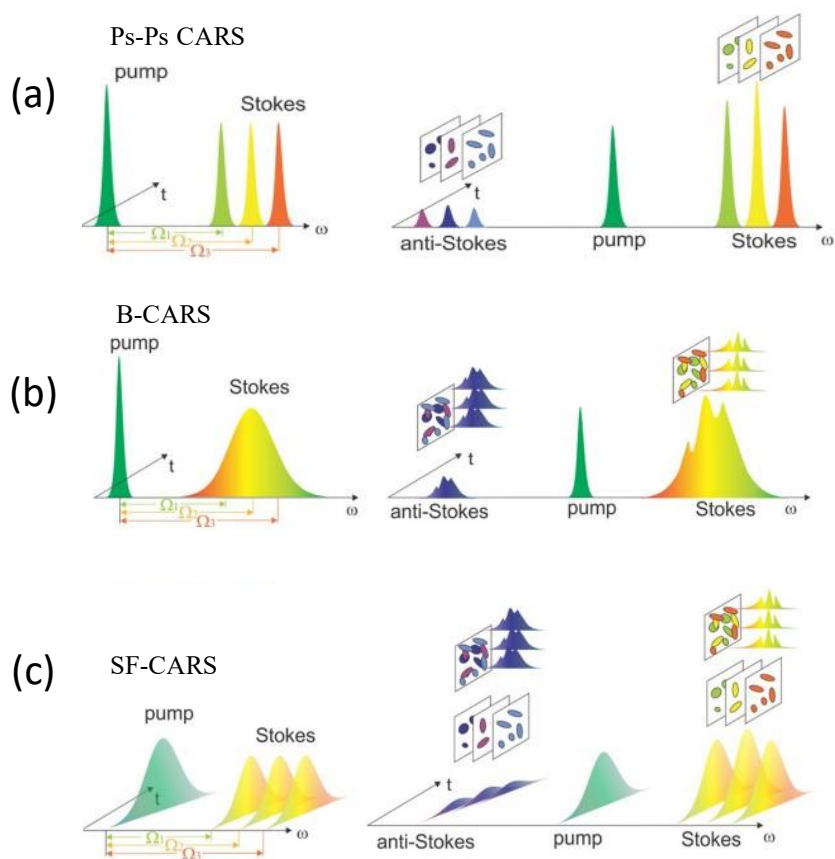 Ps-Ps CARS
(a)
pump
Stokes
t
ω
Ω1
Ω2
Ω3
t
anti-Stokes
pump
Stokes
ω
B-CARS
(b)
pump
Stokes
t
ω
Ω1
Ω2
Ω3
t
anti-Stokes
pump
Stokes
ω
SF-CARS
(c)
pump
Stokes
t
ω
Ω1
Ω2
Ω3
t
anti-Stokes
pump
Stokes
ω